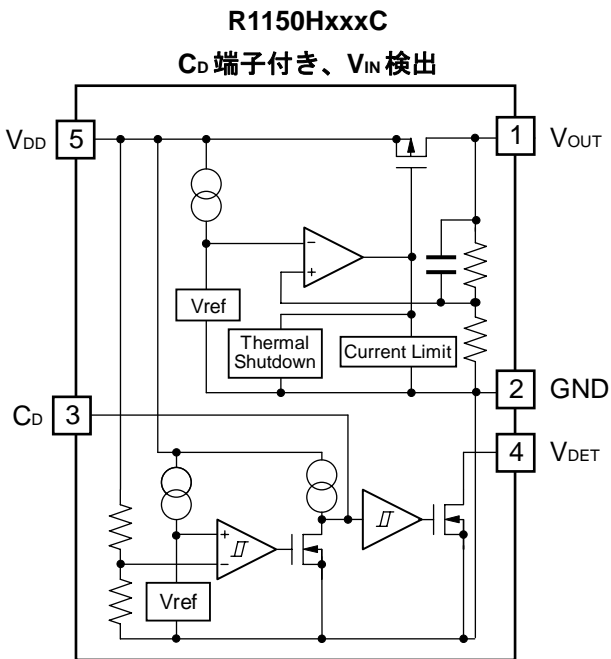 R1150HxxxC
CD 端子付き、VIN 検出
VDD 5
1 VOUT
− +
Vref
Thermal
Shutdown
Current Limit
2 GND
CD 3
4 VDET
+ −
Vref